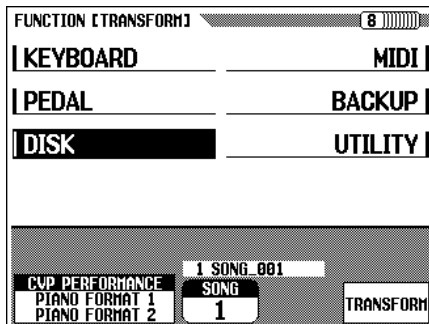 FUNCTION [TRANSFORM] 8
KEYBOARD MIDI
PEDAL BACKUP
DISK UTILITY
1 SONG_001
CVP PERFORMANCE
PIANO FORMAT 1
PIANO FORMAT 2
SONG
1
TRANSFORM